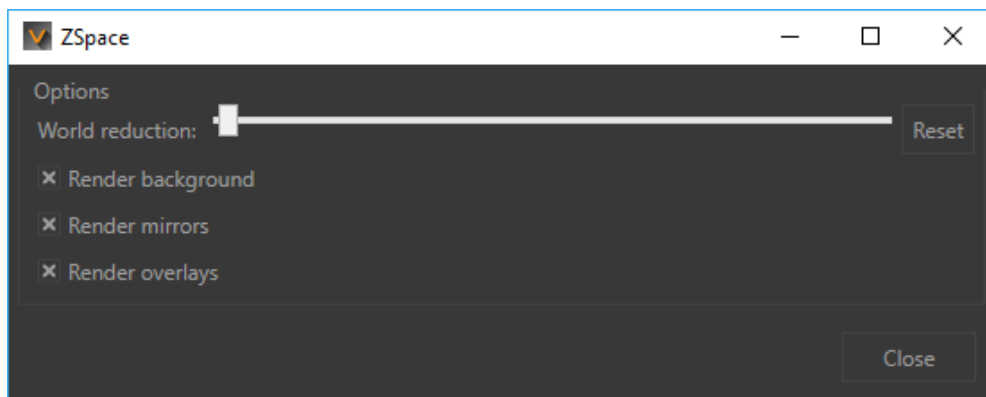 ZSpace
Options
World reduction:
Reset
Render background
Render mirrors
Render overlays
Close